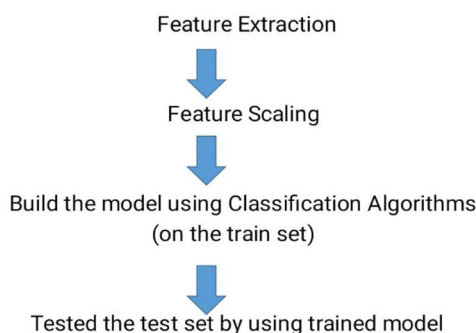 Feature Extraction
Feature Scaling
Build the model using Classification Algorithms
(on the train set)
Tested the test set by using trained model